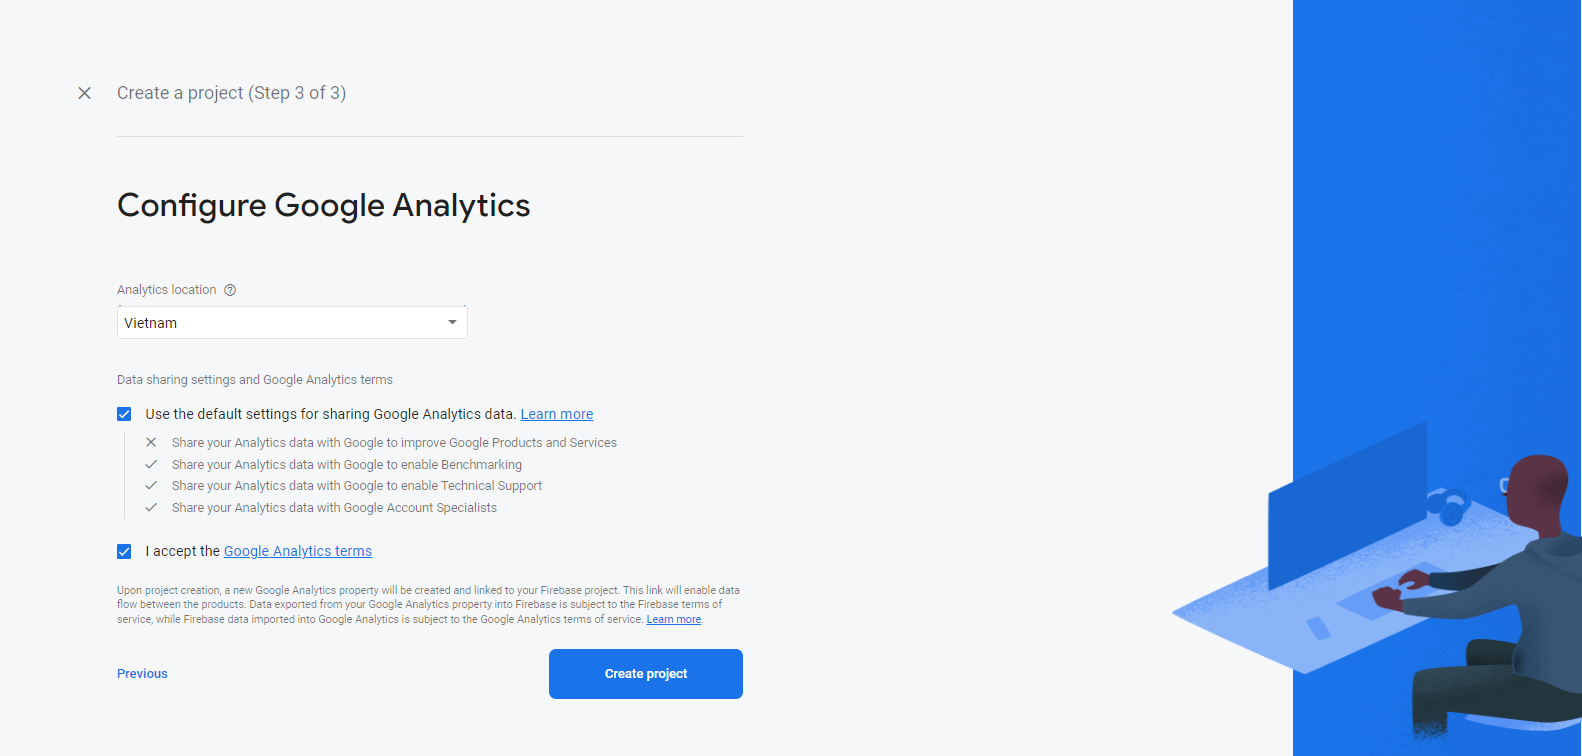 Create a project (Step 3 of 3)
Configure Google Analytics
Analytics location
Vietnam
Data sharing settings and Google Analytics terms
Use the default settings for sharing Google Analytics data. Learn more
Share your Analytics data with Google to improve Google Products and Services
Share your Analytics data with Google to enable Benchmarking
Share your Analytics data with Google to enable Technical Support
Share your Analytics data with Google Account Specialists
I accept the Google Analytics terms
Upon project creation, a new Google Analytics property will be created and linked to your Firebase project. This link will enable data
flow between the products. Data exported from your Google Analytics property into Firebase is subject to the Firebase terms of
service, while Firebase data imported into Google Analytics is subject to the Google Analytics terms of service. Learn more.
Previous
Create project